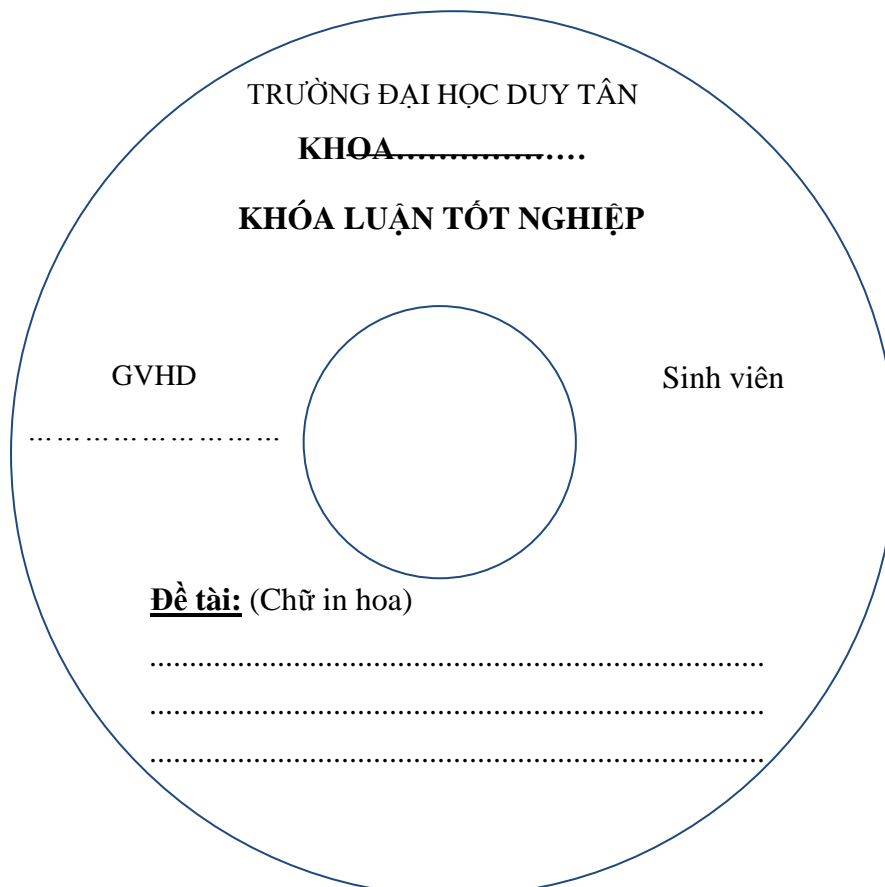 TRƯỜNG ĐẠI HỌC DUY TÂN
KHOA..................
KHÓA LUẬN TỐT NGHIỆP
GVHD
Sinh viên
… … … … … … … … …
Đề tài: (Chữ in hoa)
.............................................................................
.............................................................................
.............................................................................